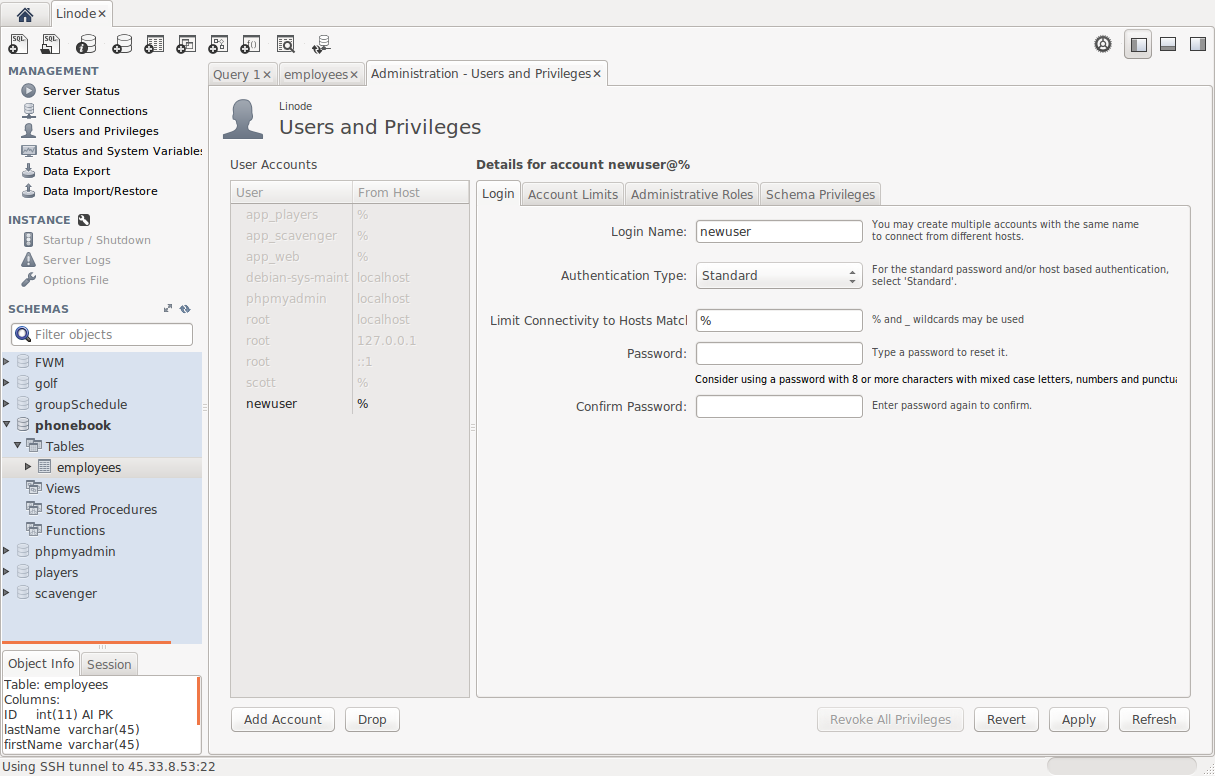 Linode×
SQL SQL
MANAGEMENT
Server Status
Client Connections
Users and Privileges
Status and System Variables
Data Export
Data Import/Restore
INSTANCE
Startup / Shutdown
Server Logs
Options File
SCHEMAS
Filter objects
FWM
golf
groupSchedule
phonebook
Tables
employees
Views
Stored Procedures
Functions
phpmyadmin
players
scavenger
Object Info Session
Table: employees
Columns:
ID int(11) AI PK
lastName varchar(45)
firstName varchar(45)
Query 1× employees× Administration - Users and Privileges×
Linode
Users and Privileges
User Accounts
User From Host
app_players %
app_scavenger %
app_web %
debian-sys-maint localhost
phpmyadmin localhost
root localhost
root 127.0.0.1
root ::1
scott %
newuser %
Add Account Drop
Details for account newuser@%
Login Account Limits Administrative Roles Schema Privileges
Login Name: newuser
You may create multiple accounts with the same name
to connect from different hosts.
Authentication Type: Standard
For the standard password and/or host based authentication,
select 'Standard'.
Limit Connectivity to Hosts Matcl % % and _ wildcards may be used
Password: Type a password to reset it.
Consider using a password with 8 or more characters with mixed case letters, numbers and punctua
Confirm Password: Enter password again to confirm.
Revoke All Privileges Revert Apply Refresh
Using SSH tunnel to 45.33.8.53:22